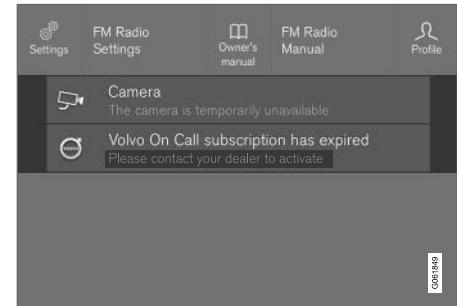 Settings
FM Radio
Settings
Owner's
manual
FM Radio
Manual
Profile
Camera
The camera is temporarily unavailable
Volvo On Call subscription has expired
Please contact your dealer to activate
G061849